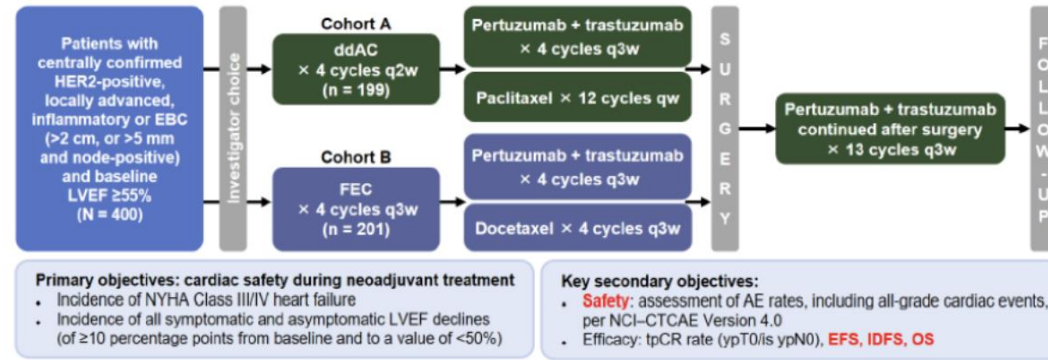 Patients with
centrally confirmed
HER2-positive,
locally advanced,
inflammatory or EBC
(>2 cm, or >5 mm
and node-positive)
and baseline
LVEF ≥55%
(N = 400)
Investigator choice
Cohort A
ddAC
× 4 cycles q2w
(n = 199)
Pertuzumab + trastuzumab
× 4 cycles q3w
Paclitaxel × 12 cycles qw
Cohort B
FEC
× 4 cycles q3w
(n = 201)
Pertuzumab + trastuzumab
× 4 cycles q3w
Docetaxel × 4 cycles q3w
SURGERY
Pertuzumab + trastuzumab
continued after surgery
× 13 cycles q3w
FOLLOW-UP
Primary objectives: cardiac safety during neoadjuvant treatment
• Incidence of NYHA Class III/IV heart failure
• Incidence of all symptomatic and asymptomatic LVEF declines
(of ≥10 percentage points from baseline and to a value of <50%)
Key secondary objectives:
• Safety: assessment of AE rates, including all-grade cardiac events,
per NCI–CTCAE Version 4.0
• Efficacy: tpCR rate (ypT0/is ypN0), EFS, IDFS, OS